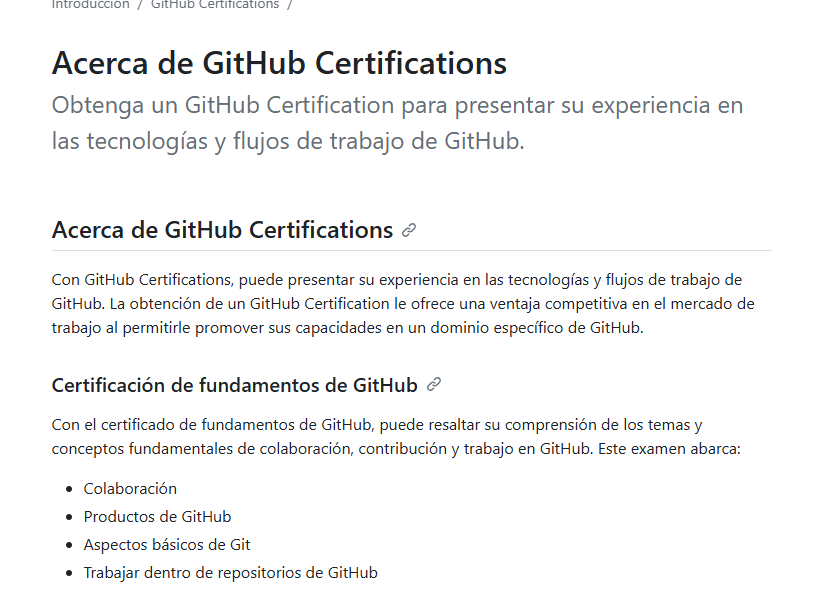 Introducción / GitHub Certifications /
Acerca de GitHub Certifications
Obtenga un GitHub Certification para presentar su experiencia en
las tecnologías y flujos de trabajo de GitHub.
Acerca de GitHub Certifications
Con GitHub Certifications, puede presentar su experiencia en las tecnologías y flujos de trabajo de
GitHub. La obtención de un GitHub Certification le ofrece una ventaja competitiva en el mercado de
trabajo al permitirle promover sus capacidades en un dominio específico de GitHub.
Certificación de fundamentos de GitHub
Con el certificado de fundamentos de GitHub, puede resaltar su comprensión de los temas y
conceptos fundamentales de colaboración, contribución y trabajo en GitHub. Este examen abarca:
• Colaboración
• Productos de GitHub
• Aspectos básicos de Git
• Trabajar dentro de repositorios de GitHub